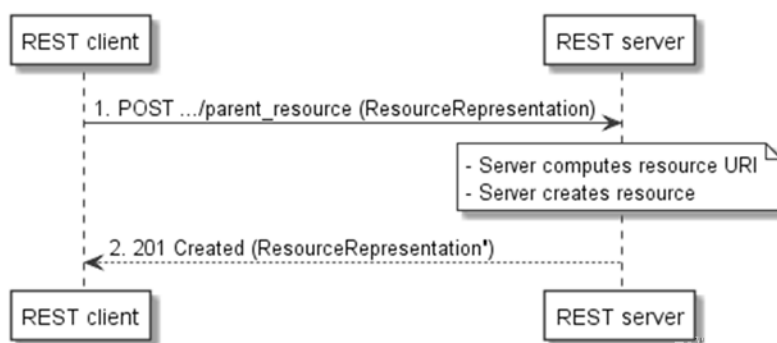 REST client REST server
1. POST .../parent_resource (ResourceRepresentation)
- Server computes resource URI
- Server creates resource
2. 201 Created (ResourceRepresentation')
REST client REST server